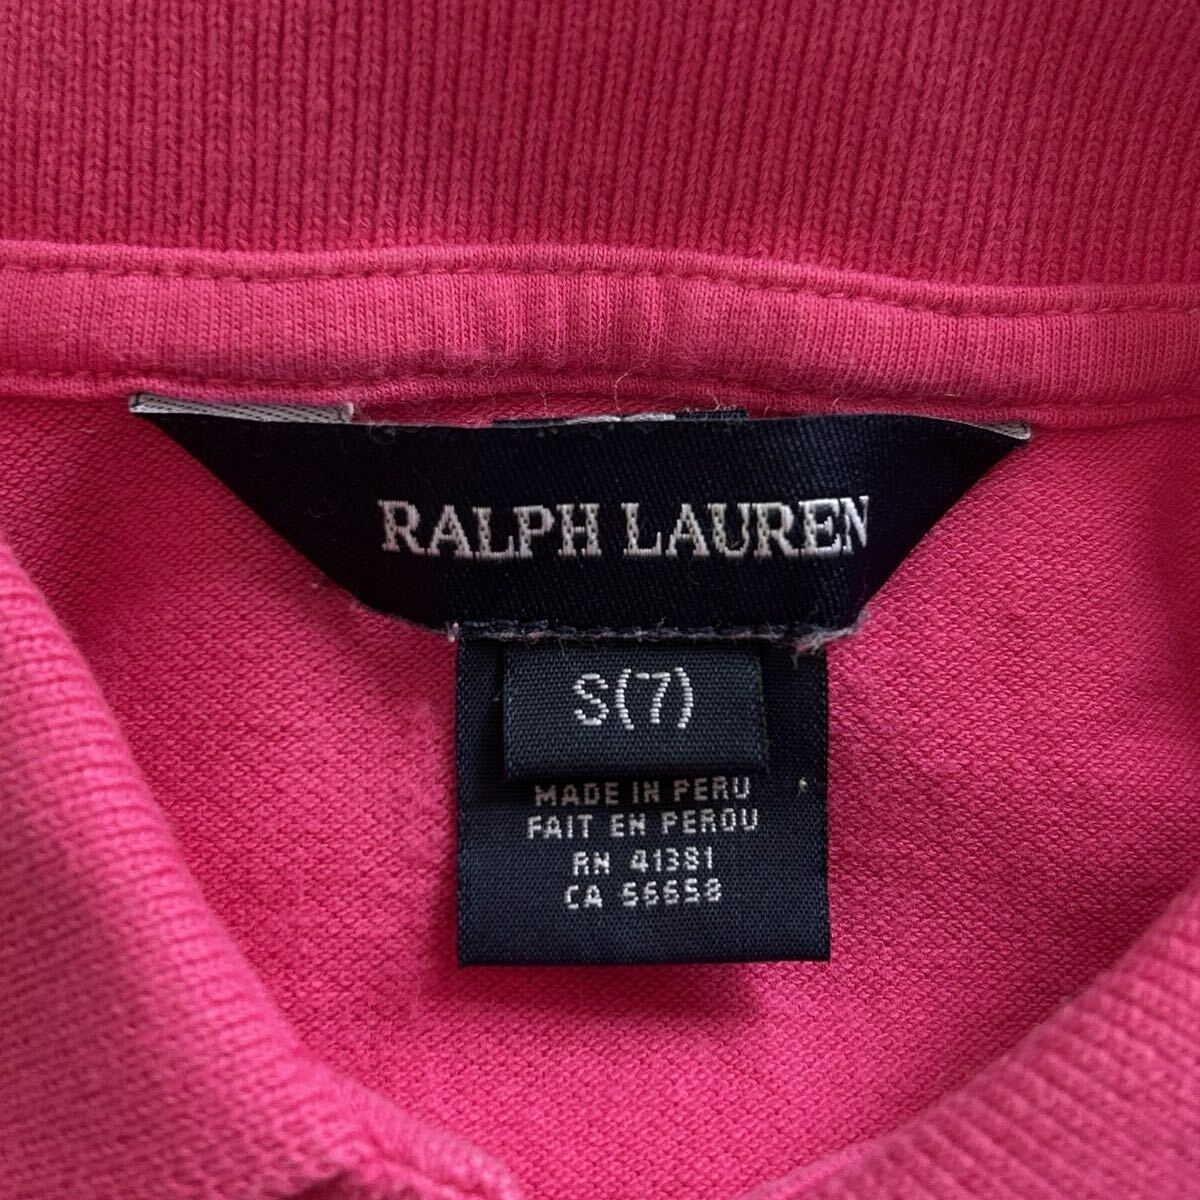 RALPH LAUREN
S(7)
MADE IN PERU
FAIT EN PEROU
RN 41381
CA 56658